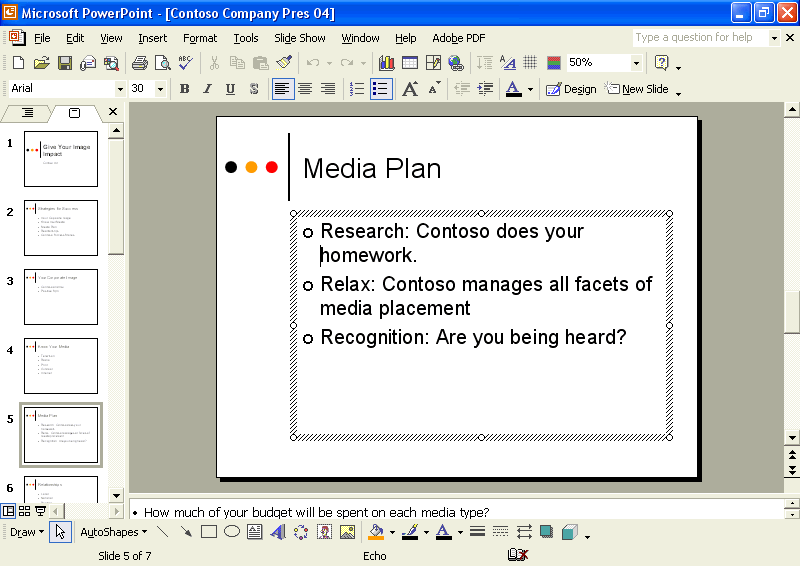 Microsoft PowerPoint - [Contoso Company Pres 04]
File Edit View Insert Format Tools Slide Show Window Help Adobe PDF
Type a question for help
50%
Arial 30 B I U S A A A Design New Slide
1
Give Your Image
Impact
2
Strategies for Success
3
Your Corporate Image
4
Know Your Media
5
Media Plan
6
Relationships
Media Plan
Research: Contoso does your
homework.
Relax: Contoso manages all facets of
media placement
Recognition: Are you being heard?
• How much of your budget will be spent on each media type?
Draw AutoShapes A A
Slide 5 of 7 Echo